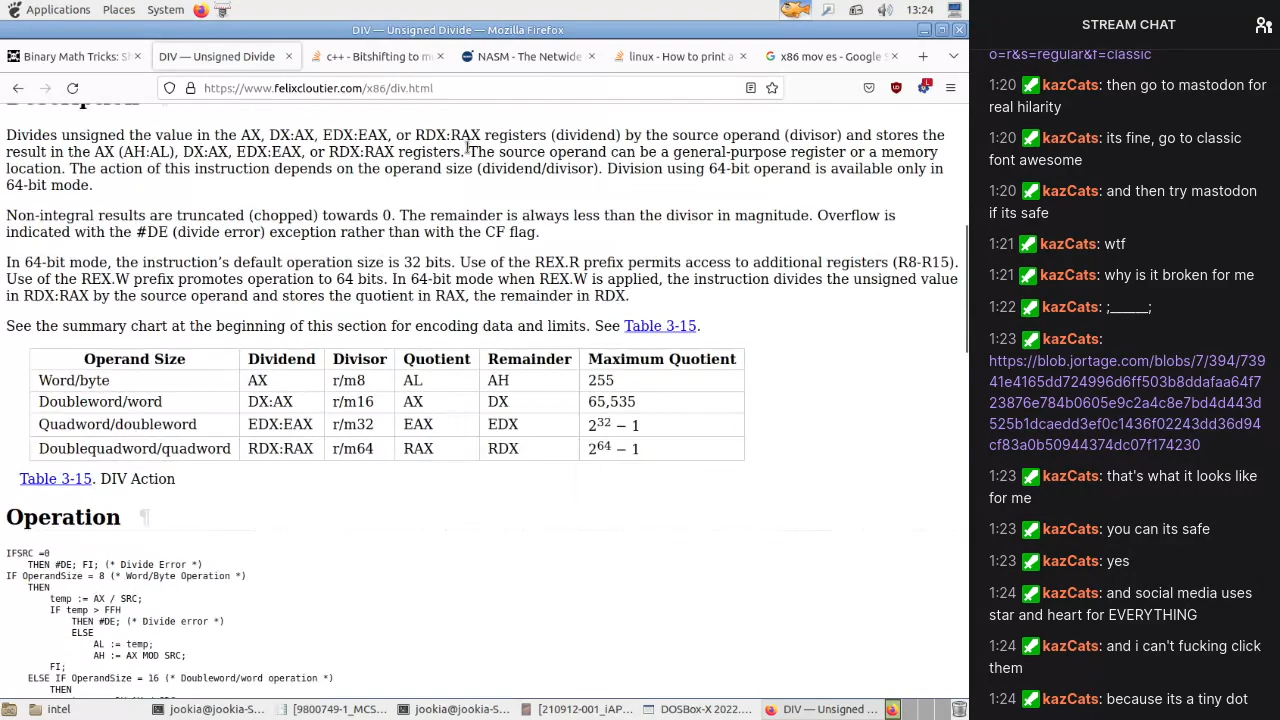 Applications Places System 13:24
DIV — Unsigned Divide — Mozilla Firefox
Binary Math Tricks: Sh
DIV — Unsigned Divide
c++ - Bitshifting to mu
NASM - The Netwide
linux - How to print a
x86 mov es - Google S
https://www.felixcloutier.com/x86/div.html
Description
Divides unsigned the value in the AX, DX:AX, EDX:EAX, or RDX:RAX registers (dividend) by the source operand (divisor) and stores the
result in the AX (AH:AL), DX:AX, EDX:EAX, or RDX:RAX registers. The source operand can be a general-purpose register or a memory
location. The action of this instruction depends on the operand size (dividend/divisor). Division using 64-bit operand is available only in
64-bit mode.
Non-integral results are truncated (chopped) towards 0. The remainder is always less than the divisor in magnitude. Overflow is
indicated with the #DE (divide error) exception rather than with the CF flag.
In 64-bit mode, the instruction's default operation size is 32 bits. Use of the REX.R prefix permits access to additional registers (R8-R15).
Use of the REX.W prefix promotes operation to 64 bits. In 64-bit mode when REX.W is applied, the instruction divides the unsigned value
in RDX:RAX by the source operand and stores the quotient in RAX, the remainder in RDX.
See the summary chart at the beginning of this section for encoding data and limits. See Table 3-15.
Operand Size Dividend Divisor Quotient Remainder Maximum Quotient
Word/byte AX r/m8 AL AH 255
Doubleword/word DX:AX r/m16 AX DX 65,535
Quadword/doubleword EDX:EAX r/m32 EAX EDX 2³² − 1
Doublequadword/quadword RDX:RAX r/m64 RAX RDX 2⁶⁴ − 1
Table 3-15. DIV Action
Operation ¶
IFSRC =0
THEN #DE; FI; (* Divide Error *)
IF OperandSize = 8 (* Word/Byte Operation *)
THEN
temp := AX / SRC;
IF temp > FFH
THEN #DE; (* Divide error *)
ELSE
AL := temp;
AH := AX MOD SRC;
FI;
ELSE IF OperandSize = 16 (* Doubleword/word operation *)
THEN
intel
jookia@jookia-S...
[980] n_MCS...
jookia@jookia-S...
[210912-001_iAP...
DOSBox-X 2022....
DIV — Unsigned ...
STREAM CHAT
o=r&s=regular&f=classic
1:20 kazCats: then go to mastodon for
real hilarity
1:20 kazCats: its fine, go to classic
font awesome
1:20 kazCats: and then try mastodon
if its safe
1:21 kazCats: wtf
1:21 kazCats: why is it broken for me
1:22 kazCats: ;______;
1:23 kazCats:
https://blob.jortage.com/blobs/7/394/739
41e4165dd724996d6ff503b8ddafaa64f7
23876e784b0605e9c2a4c8e7bd4d443d
525b1dcaedd3ef0c1436f02243dd36d94
cf83a0b50944374dc07f174230
1:23 kazCats: that's what it looks like
for me
1:23 kazCats: you can its safe
1:23 kazCats: yes
1:24 kazCats: and social media uses
star and heart for EVERYTHING
1:24 kazCats: and i can't fucking click
them
1:24 kazCats: because its a tiny dot